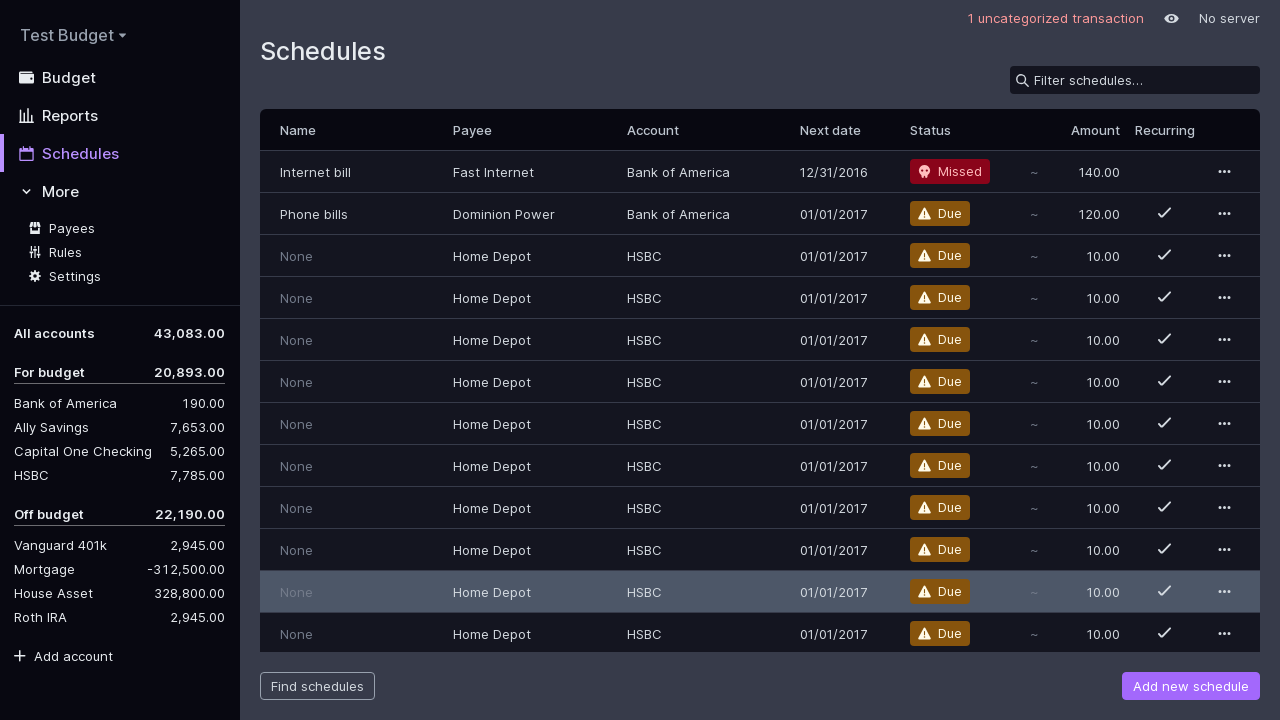 Test Budget
Budget
Reports
Schedules
More
Payees
Rules
Settings
All accounts 43,083.00
For budget 20,893.00
Bank of America 190.00
Ally Savings 7,653.00
Capital One Checking 5,265.00
HSBC 7,785.00
Off budget 22,190.00
Vanguard 401k 2,945.00
Mortgage -312,500.00
House Asset 328,800.00
Roth IRA 2,945.00
Add account
1 uncategorized transaction No server
Schedules
Filter schedules…
Name Payee Account Next date Status Amount Recurring
Internet bill Fast Internet Bank of America 12/31/2016 Missed ~ 140.00
Phone bills Dominion Power Bank of America 01/01/2017 Due ~ 120.00
None Home Depot HSBC 01/01/2017 Due ~ 10.00
None Home Depot HSBC 01/01/2017 Due ~ 10.00
None Home Depot HSBC 01/01/2017 Due ~ 10.00
None Home Depot HSBC 01/01/2017 Due ~ 10.00
None Home Depot HSBC 01/01/2017 Due ~ 10.00
None Home Depot HSBC 01/01/2017 Due ~ 10.00
None Home Depot HSBC 01/01/2017 Due ~ 10.00
None Home Depot HSBC 01/01/2017 Due ~ 10.00
None Home Depot HSBC 01/01/2017 Due ~ 10.00
None Home Depot HSBC 01/01/2017 Due ~ 10.00
Find schedules Add new schedule